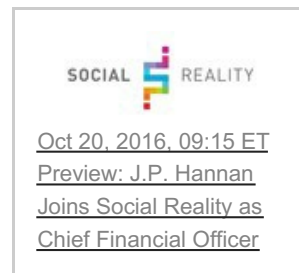 SOCIAL REALITY
Oct 20, 2016, 09:15 ET
Preview: J.P. Hannan
Joins Social Reality as
Chief Financial Officer